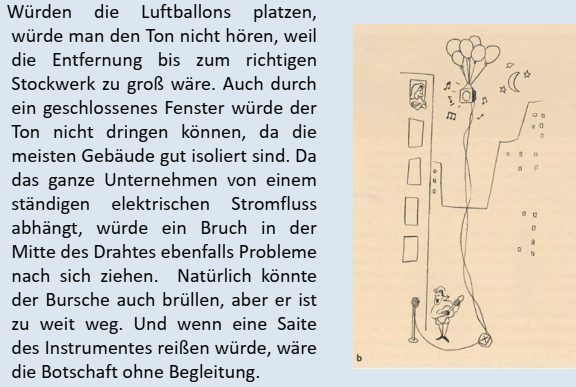 Würden die Luftballons platzen,
würde man den Ton nicht hören, weil
die Entfernung bis zum richtigen
Stockwerk zu groß wäre. Auch durch
ein geschlossenes Fenster würde der
Ton nicht dringen können, da die
meisten Gebäude gut isoliert sind. Da
das ganze Unternehmen von einem
ständigen elektrischen Stromfluss
abhängt, würde ein Bruch in der
Mitte des Drahtes ebenfalls Probleme
nach sich ziehen. Natürlich könnte
der Bursche auch brüllen, aber er ist
zu weit weg. Und wenn eine Saite
des Instrumentes reißen würde, wäre
die Botschaft ohne Begleitung.
b